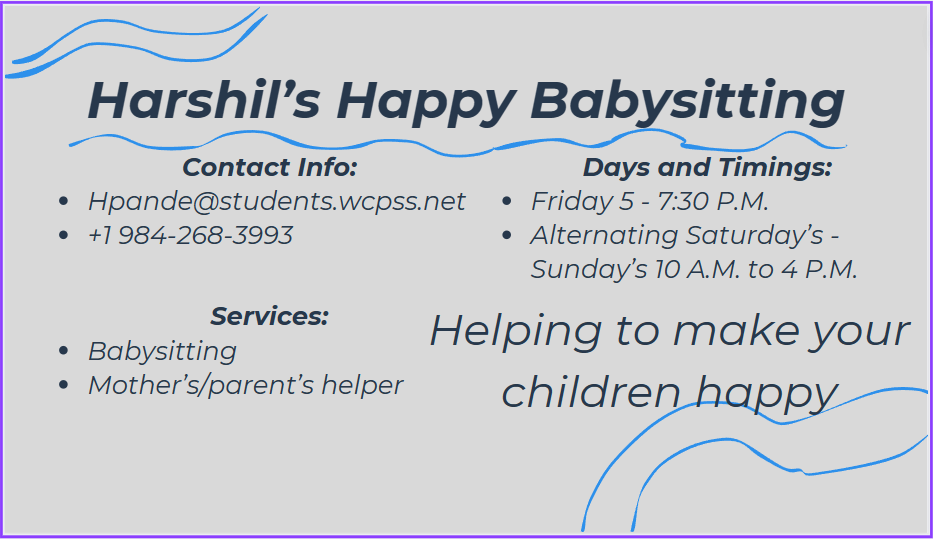 Harshil’s Happy Babysitting
Contact Info:
• Hpande@students.wcpss.net
• +1 984-268-3993
Days and Timings:
• Friday 5 - 7:30 P.M.
• Alternating Saturday’s -
Sunday’s 10 A.M. to 4 P.M.
Services:
• Babysitting
• Mother’s/parent’s helper
Helping to make your
children happy